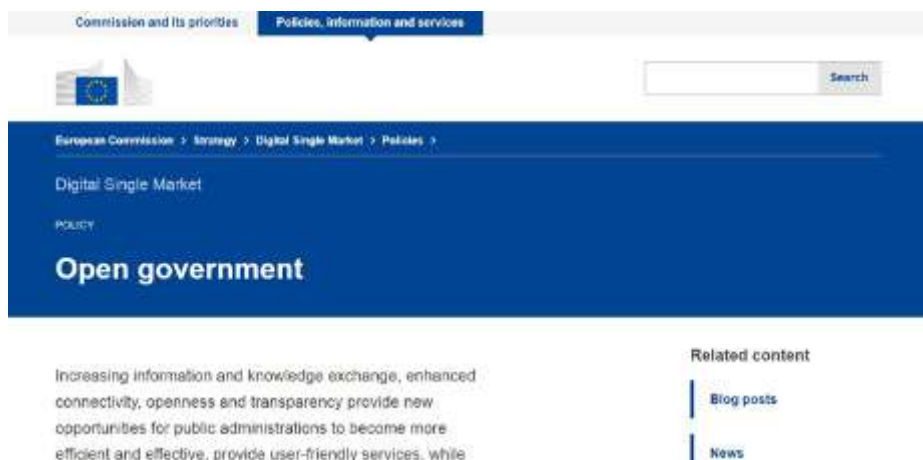 Commission and its priorities
Policies, information and services
Search
European Commission > Strategy > Digital Single Market > Policies >
Digital Single Market
POLICY
Open government
Increasing information and knowledge exchange, enhanced
connectivity, openness and transparency provide new
opportunities for public administrations to become more
efficient and effective, provide user-friendly services, while
Related content
Blog posts
News